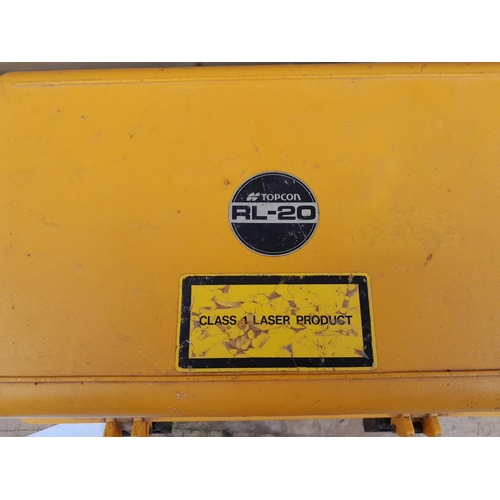 TOPCON
RL-20
CLASS 1 LASER PRODUCT